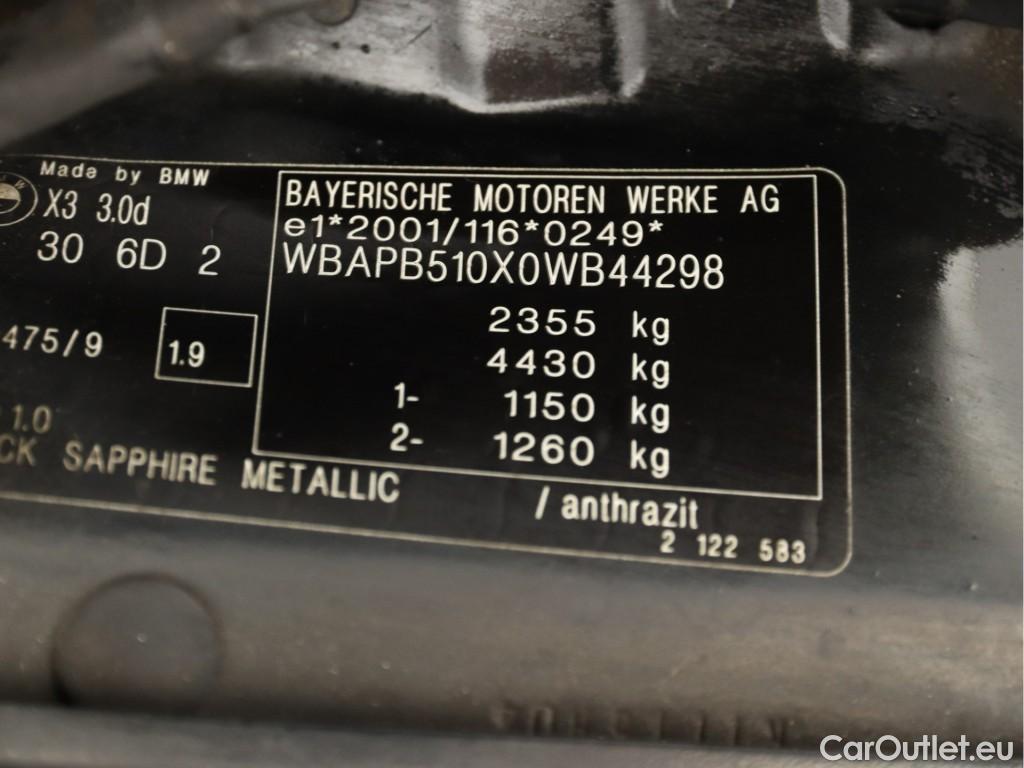 Made by BMW
X3 3.0d
30 6D 2
475/9
1.9
1.0
CK SAPPHIRE METALLIC
/ anthrazit
2 122 583
BAYERISCHE MOTOREN WERKE AG
e1*2001/116*0249*
WBAPB510X0WB44298
2355 kg
4430 kg
1- 1150 kg
2- 1260 kg
CarOutlet.eu